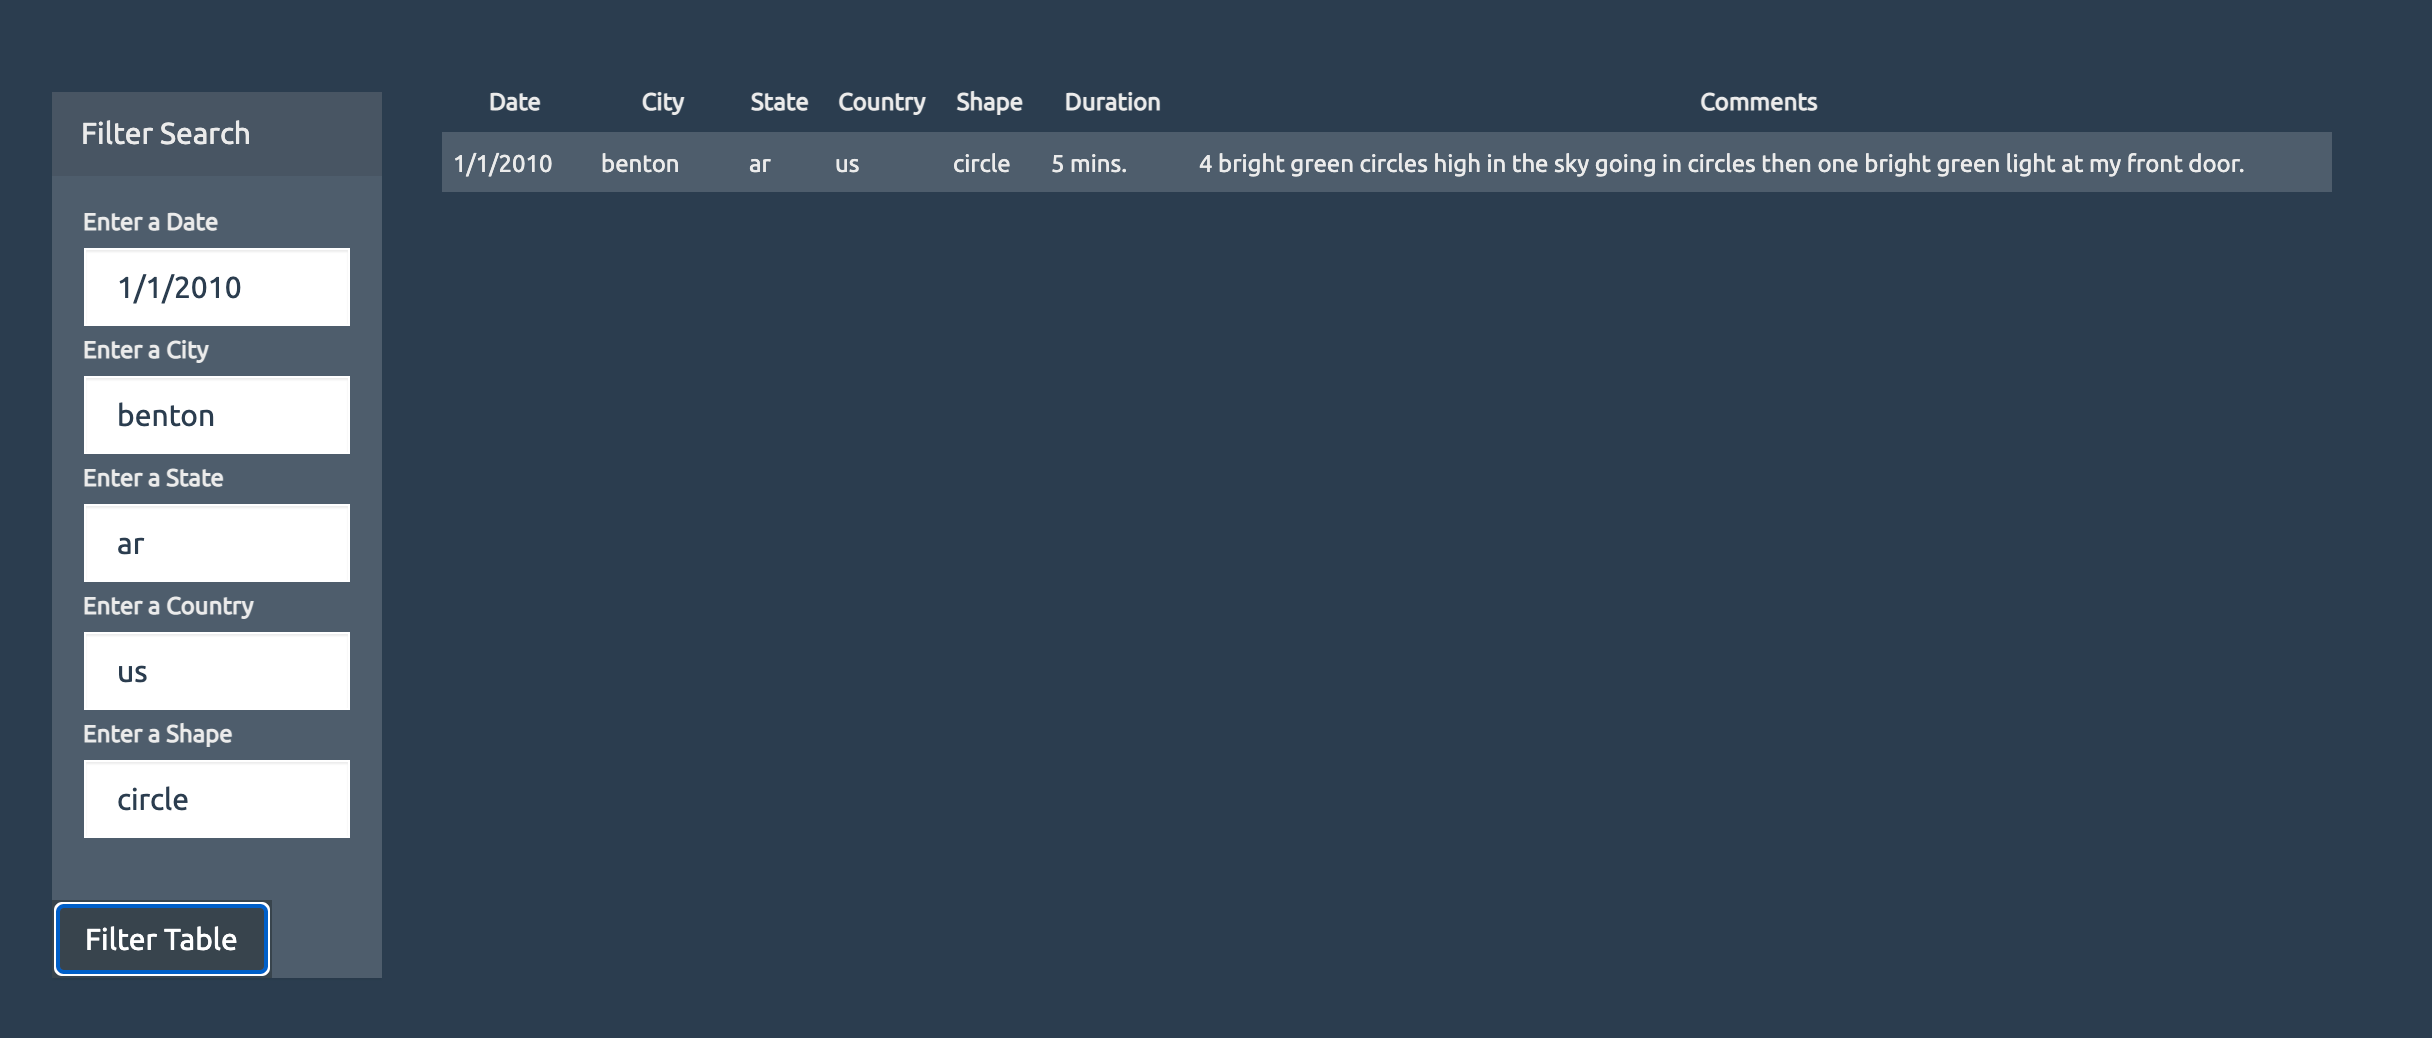 Filter Search
Enter a Date
1/1/2010
Enter a City
benton
Enter a State
ar
Enter a Country
us
Enter a Shape
circle
Filter Table
Date City State Country Shape Duration Comments
1/1/2010 benton ar us circle 5 mins. 4 bright green circles high in the sky going in circles then one bright green light at my front door.